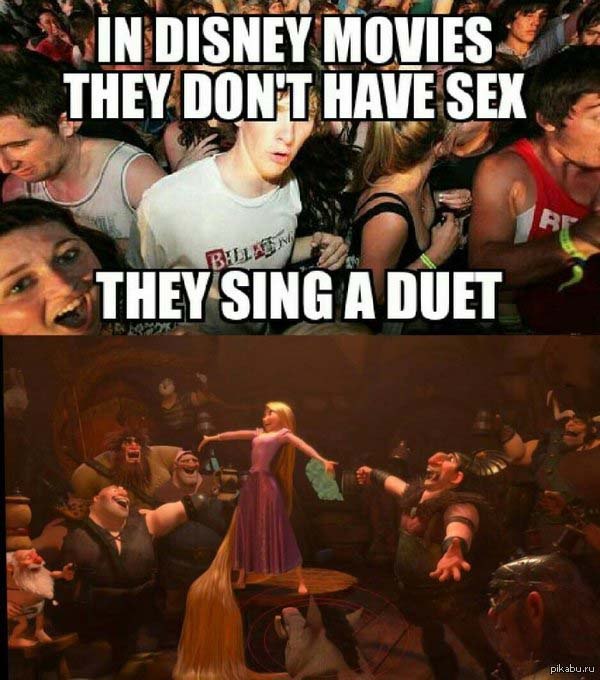 IN DISNEY MOVIES
THEY DON'T HAVE SEX
THEY SING A DUET
pikabu.ru